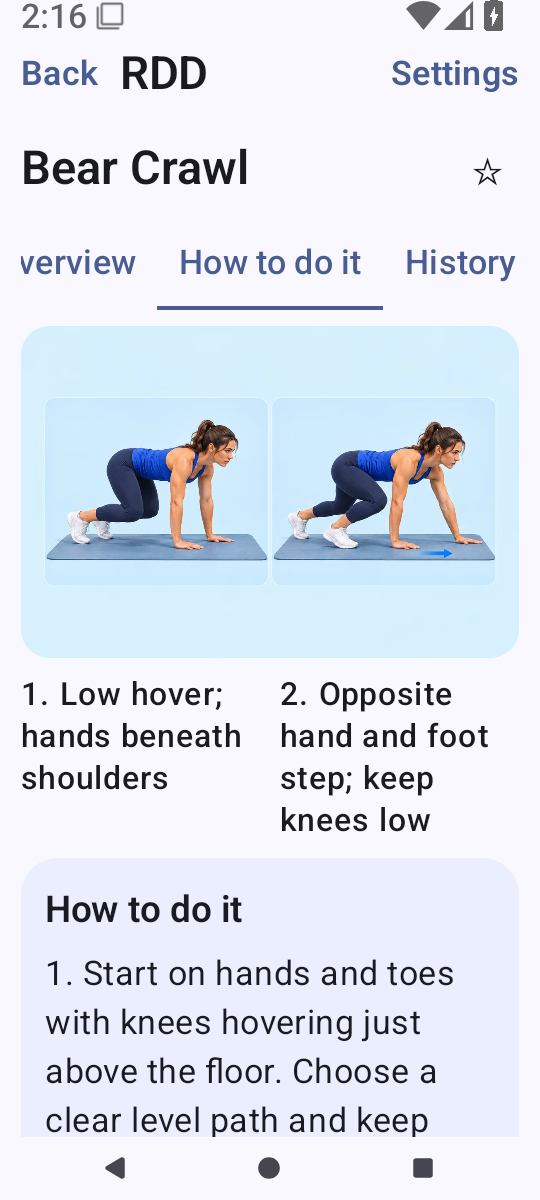 2:16
Back RDD Settings
Bear Crawl
verview How to do it History
1. Low hover;
hands beneath
shoulders
2. Opposite
hand and foot
step; keep
knees low
How to do it
1. Start on hands and toes
with knees hovering just
above the floor. Choose a
clear level path and keep